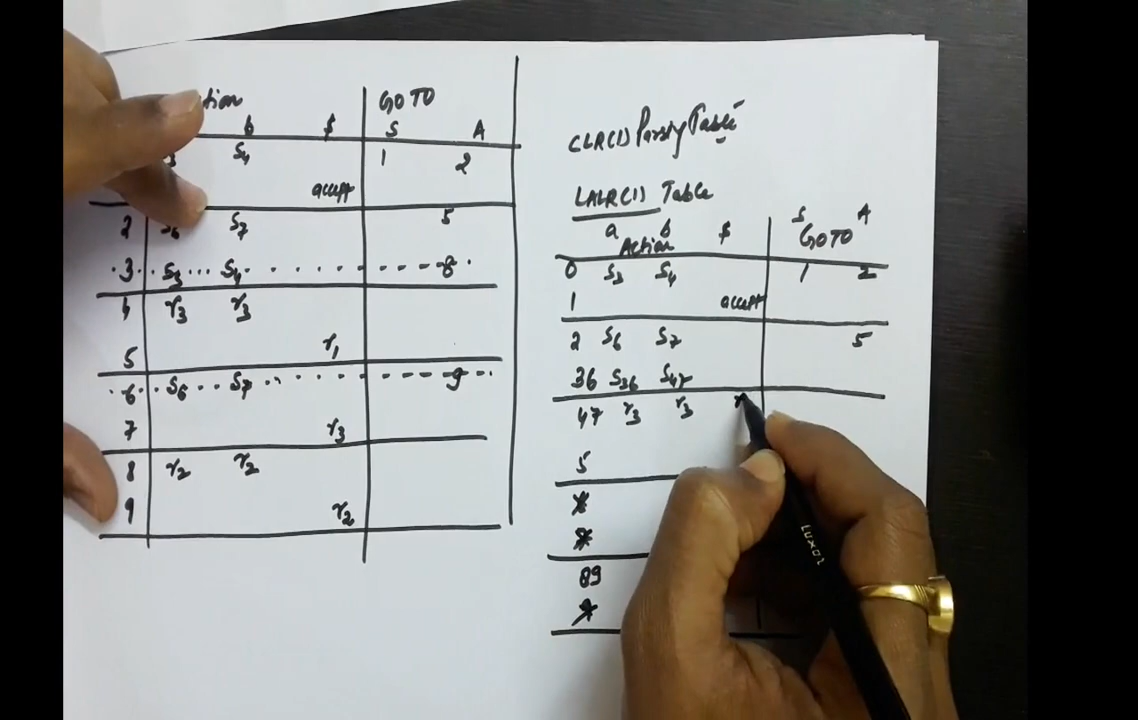 tion GOTO
b $ S A
3 S4 1 2
accept
2 S6 S7 5
3 S3 S4 8
4 r3 r3
5 r1
6 S6 S7 9
7 r3
8 r2 r2
9 r2
CLR(1) Parsing Table
LALR(1) Table
a b $ S A
Action GOTO
0 S3 S4 1 2
1 accept
2 S6 S7 5
36 S36 S47
47 r3 r3 r
5
89
LUXOR